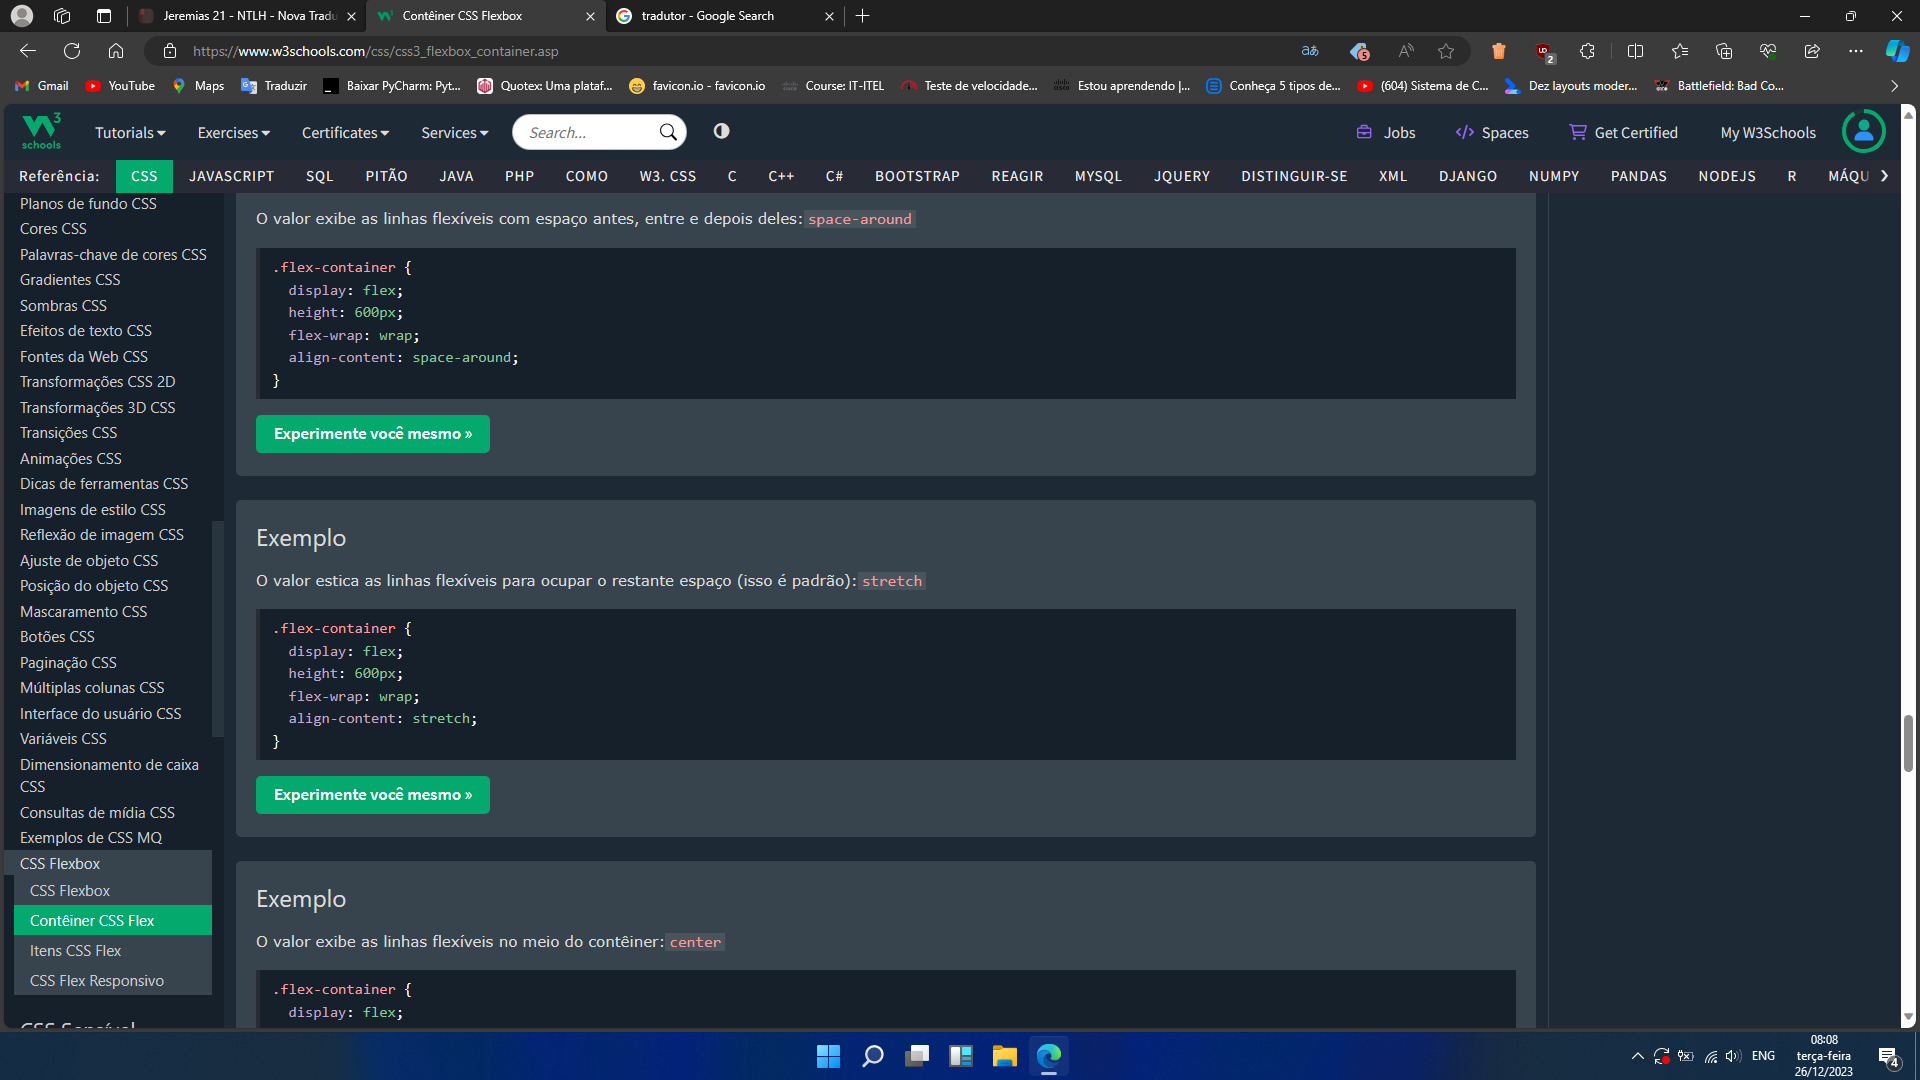 Jeremias 21 - NTLH - Nova Tradu
Contêiner CSS Flexbox
tradutor - Google Search
https://www.w3schools.com/css/css3_flexbox_container.asp
Gmail
YouTube
Maps
Traduzir
Baixar PyCharm: Pyt...
Quotex: Uma plataf...
favicon.io - favicon.io
Course: IT-ITEL
Teste de velocidade...
Estou aprendendo |...
Conheça 5 tipos de...
(604) Sistema de C...
Dez layouts moder...
Battlefield: Bad Co...
W3 schools
Tutorials
Exercises
Certificates
Services
Search...
Jobs
Spaces
Get Certified
My W3Schools
Referência:
CSS
JAVASCRIPT
SQL
PITÃO
JAVA
PHP
COMO
W3. CSS
C
C++
C#
BOOTSTRAP
REAGIR
MYSQL
JQUERY
DISTINGUIR-SE
XML
DJANGO
NUMPY
PANDAS
NODEJS
R
MÁQU
Planos de fundo CSS
Cores CSS
Palavras-chave de cores CSS
Gradientes CSS
Sombras CSS
Efeitos de texto CSS
Fontes da Web CSS
Transformações CSS 2D
Transformações 3D CSS
Transições CSS
Animações CSS
Dicas de ferramentas CSS
Imagens de estilo CSS
Reflexão de imagem CSS
Ajuste de objeto CSS
Posição do objeto CSS
Mascaramento CSS
Botões CSS
Paginação CSS
Múltiplas colunas CSS
Interface do usuário CSS
Variáveis CSS
Dimensionamento de caixa
CSS
Consultas de mídia CSS
Exemplos de CSS MQ
CSS Flexbox
CSS Flexbox
Contêiner CSS Flex
Itens CSS Flex
CSS Flex Responsivo
CSS Sensível
O valor exibe as linhas flexíveis com espaço antes, entre e depois deles: space-around
.flex-container {
display: flex;
height: 600px;
flex-wrap: wrap;
align-content: space-around;
}
Experimente você mesmo »
Exemplo
O valor estica as linhas flexíveis para ocupar o restante espaço (isso é padrão): stretch
.flex-container {
display: flex;
height: 600px;
flex-wrap: wrap;
align-content: stretch;
}
Experimente você mesmo »
Exemplo
O valor exibe as linhas flexíveis no meio do contêiner: center
.flex-container {
display: flex;
ENG
08:08
terça-feira
26/12/2023
4